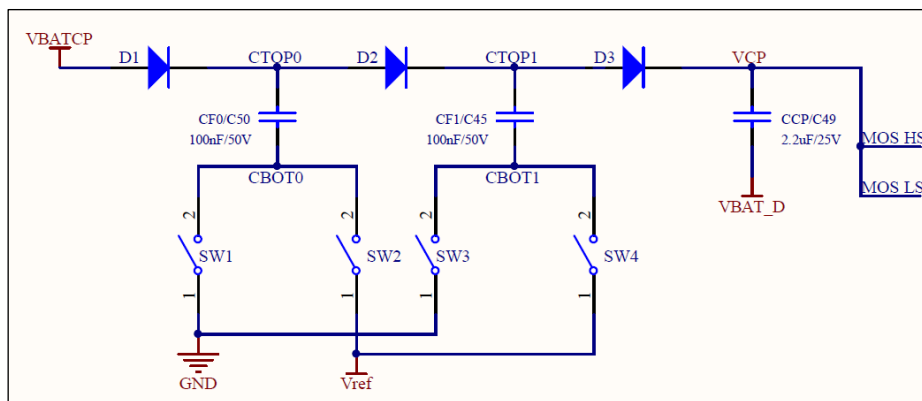 VBATCP
D1
CTOP0
D2
CTOP1
D3
VCP
CF0/C50
100nF/50V
CF1/C45
100nF/50V
CCP/C49
2.2uF/25V
MOS HS
MOS LS
CBOT0
CBOT1
VBAT_D
2
2
2
2
SW1
SW2
SW3
SW4
1
1
1
1
GND
Vref